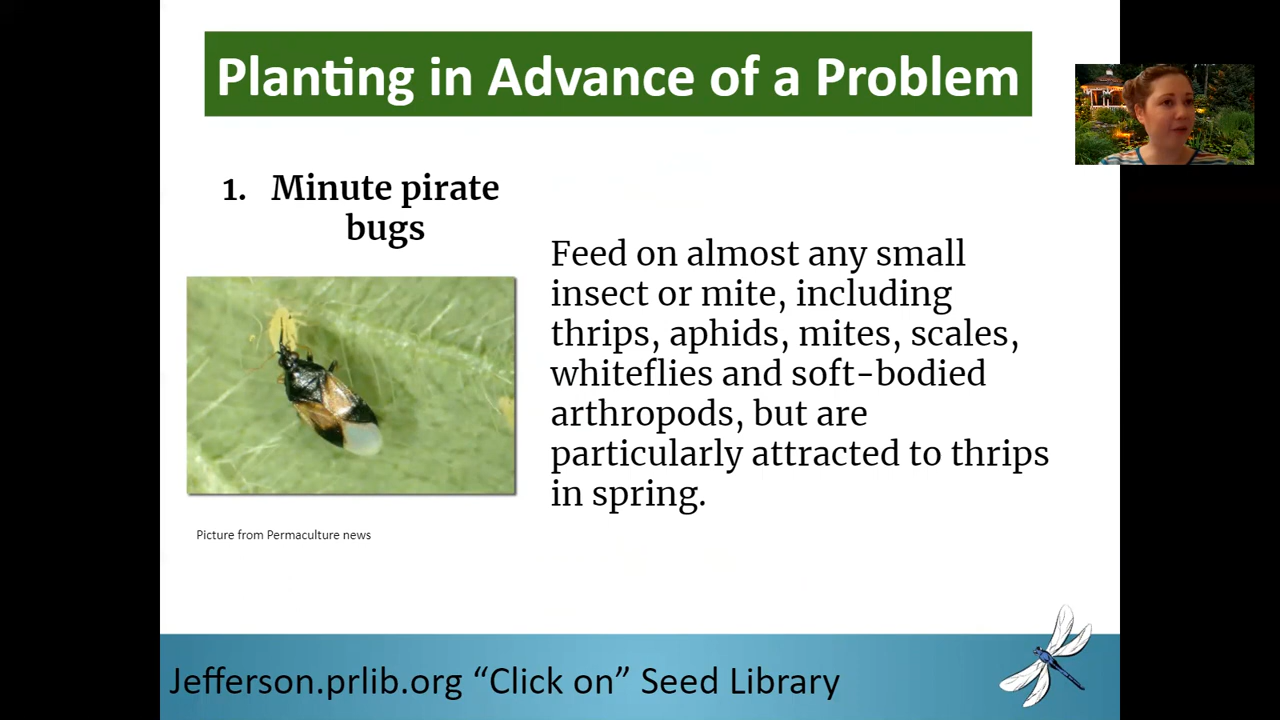 Planting in Advance of a Problem
1. Minute pirate
bugs
Feed on almost any small
insect or mite, including
thrips, aphids, mites, scales,
whiteflies and soft-bodied
arthropods, but are
particularly attracted to thrips
in spring.
Picture from Permaculture news
Jefferson.prlib.org “Click on” Seed Library